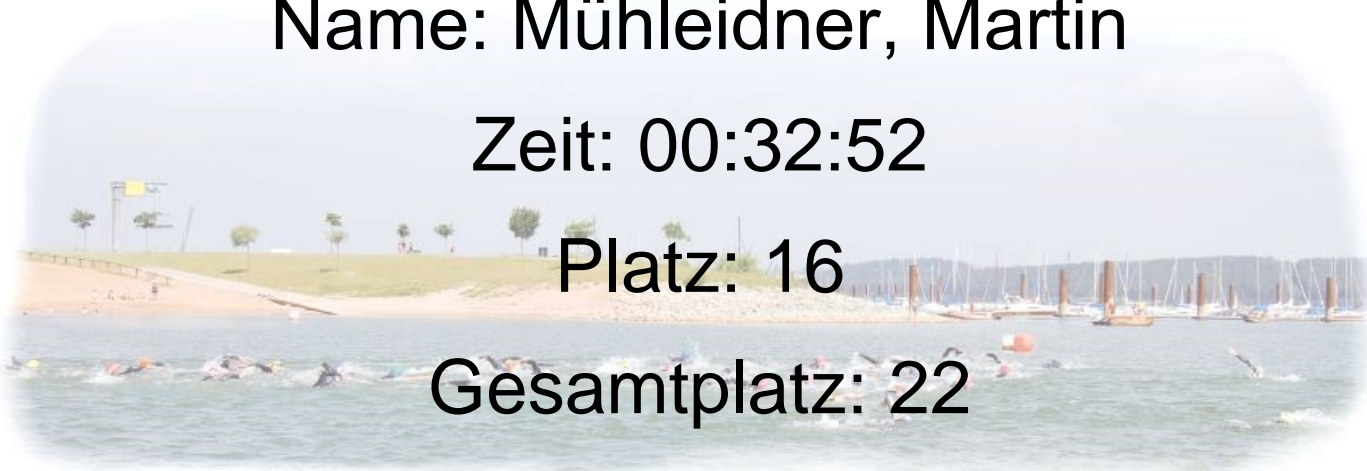 Name: Mühleidner, Martin
Zeit: 00:32:52
Platz: 16
Gesamtplatz: 22